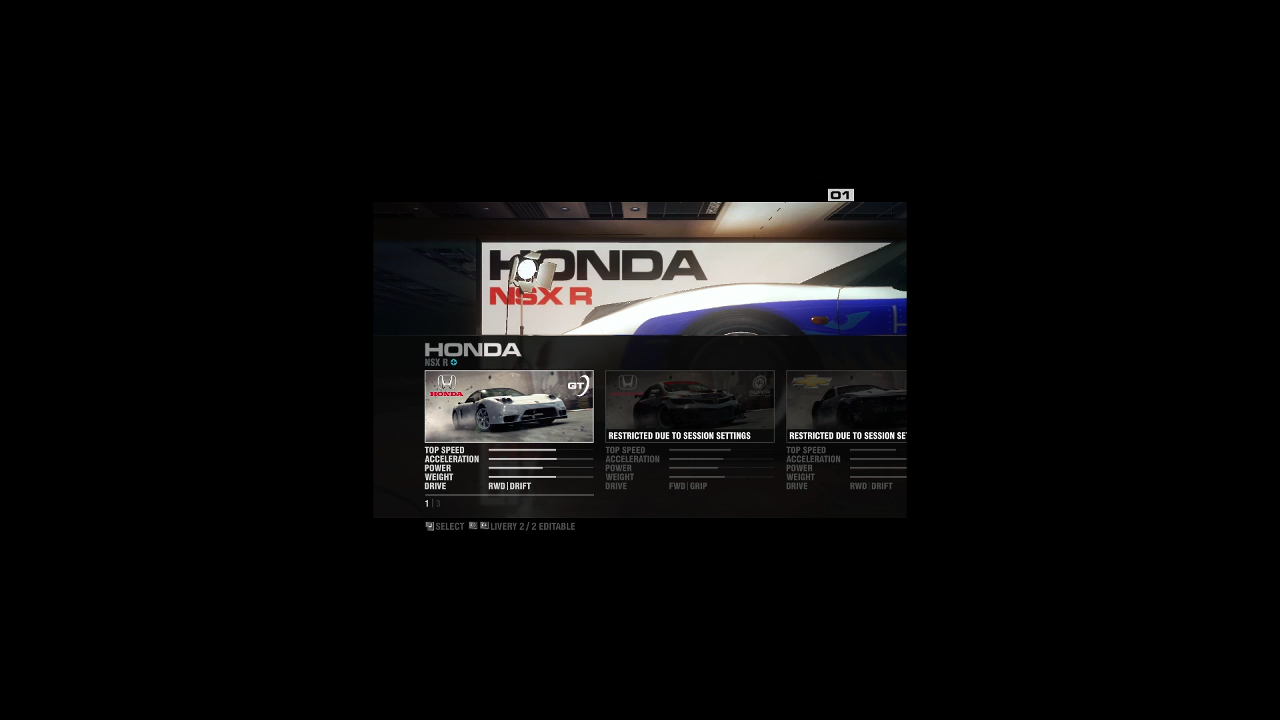 01
HONDA
NSX R
HONDA
NSX R
HONDA
GT
RESTRICTED DUE TO SESSION SETTINGS
RESTRICTED DUE TO SESSION SE
TOP SPEED
ACCELERATION
POWER
WEIGHT
DRIVE RWD|DRIFT
TOP SPEED
ACCELERATION
POWER
WEIGHT
DRIVE FWD|GRIP
TOP SPEED
ACCELERATION
POWER
WEIGHT
DRIVE RWD|DRIFT
1|3
SELECT LIVERY 2/2 EDITABLE